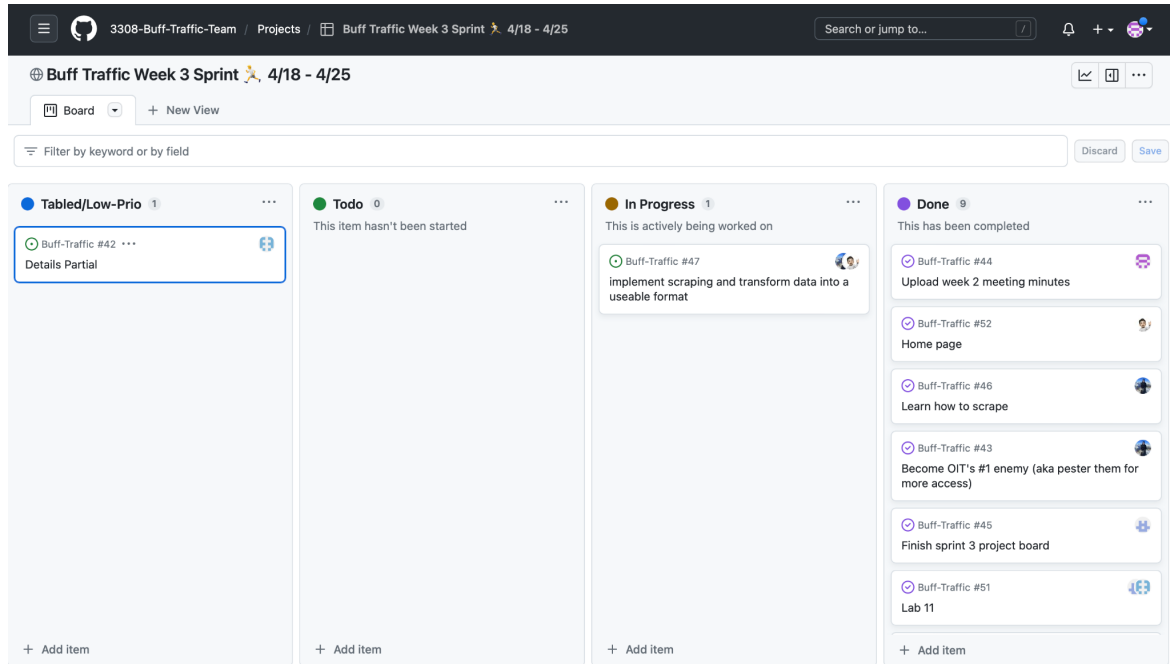 3308-Buff-Traffic-Team / Projects / Buff Traffic Week 3 Sprint 🏃 4/18 - 4/25
Search or jump to... /
Buff Traffic Week 3 Sprint 🏃 4/18 - 4/25
Board
+ New View
Filter by keyword or by field
Discard
Save
Tabled/Low-Prio 1
Buff-Traffic #42
Details Partial
+ Add item
Todo 0
This item hasn't been started
+ Add item
In Progress 1
This is actively being worked on
Buff-Traffic #47
implement scraping and transform data into a
useable format
+ Add item
Done 9
This has been completed
Buff-Traffic #44
Upload week 2 meeting minutes
Buff-Traffic #52
Home page
Buff-Traffic #46
Learn how to scrape
Buff-Traffic #43
Become OIT's #1 enemy (aka pester them for
more access)
Buff-Traffic #45
Finish sprint 3 project board
Buff-Traffic #51
Lab 11
+ Add item